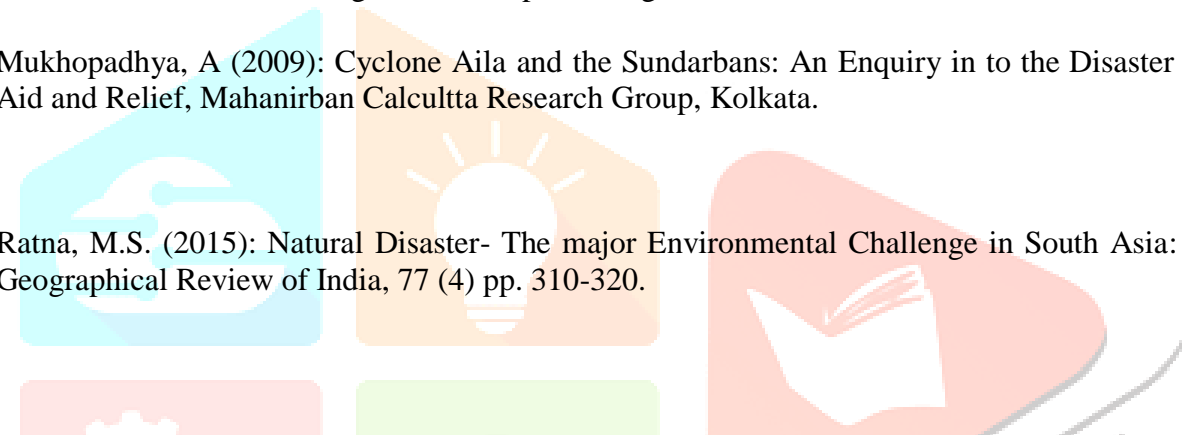 Mukhopadhya, A (2009): Cyclone Aila and the Sundarbans: An Enquiry in to the Disaster
Aid and Relief, Mahanirban Calcultta Research Group, Kolkata.
Ratna, M.S. (2015): Natural Disaster- The major Environmental Challenge in South Asia:
Geographical Review of India, 77 (4) pp. 310-320.